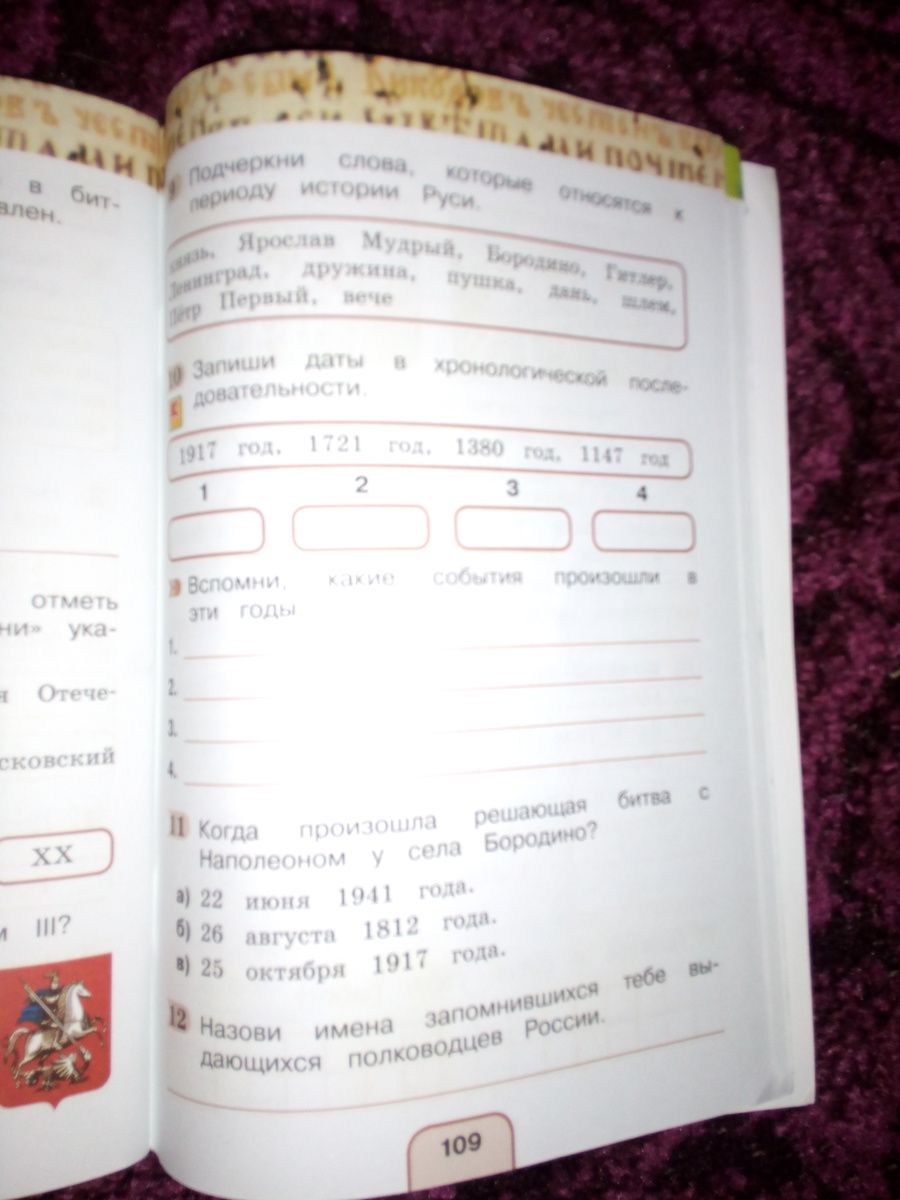 в бит-
влен.
отметь
ни» ука-
я Отече-
сковский
XX
и III?
9 Подчеркни слова, которые относятся к
периоду истории Руси.
князь, Ярослав Мудрый, Бородино, Гитлер,
Ленинград, дружина, пушка, дань, шлем,
Пётр Первый, вече
10 Запиши даты в хронологической после-
довательности.
1917 год, 1721 год, 1380 год, 1147 год
1 2 3 4
Вспомни, какие события произошли в
эти годы
1.
2.
3.
4.
11 Когда произошла решающая битва с
Наполеоном у села Бородино?
а) 22 июня 1941 года.
б) 26 августа 1812 года.
в) 25 октября 1917 года.
12 Назови имена запомнившихся тебе вы-
дающихся полководцев России.
109